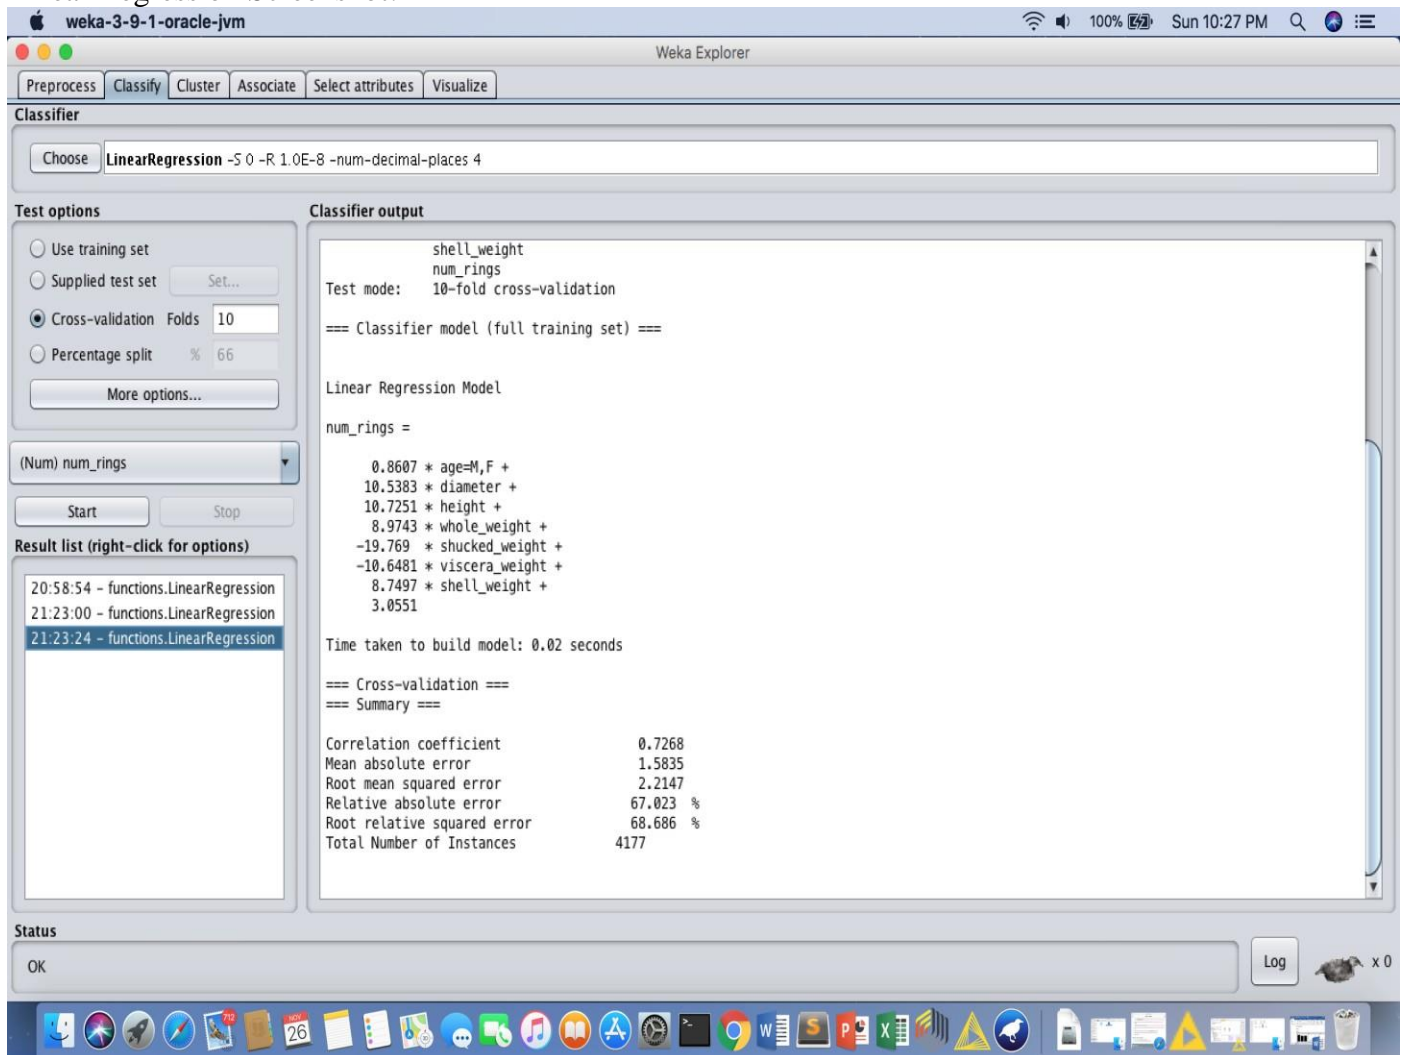 weka-3-9-1-oracle-jvm 100% Sun 10:27 PM
Weka Explorer
Preprocess Classify Cluster Associate Select attributes Visualize
Classifier
Choose LinearRegression -S 0 -R 1.0E-8 -num-decimal-places 4
Test options
Use training set
Supplied test set Set...
Cross-validation Folds 10
Percentage split % 66
More options...
(Num) num_rings
Start Stop
Result list (right-click for options)
20:58:54 - functions.LinearRegression
21:23:00 - functions.LinearRegression
21:23:24 - functions.LinearRegression
Classifier output
shell_weight
num_rings
Test mode: 10-fold cross-validation
=== Classifier model (full training set) ===
Linear Regression Model
num_rings =
0.8607 * age=M,F +
10.5383 * diameter +
10.7251 * height +
8.9743 * whole_weight +
-19.769 * shucked_weight +
-10.6481 * viscera_weight +
8.7497 * shell_weight +
3.0551
Time taken to build model: 0.02 seconds
=== Cross-validation ===
=== Summary ===
Correlation coefficient 0.7268
Mean absolute error 1.5835
Root mean squared error 2.2147
Relative absolute error 67.023 %
Root relative squared error 68.686 %
Total Number of Instances 4177
Status
OK
Log x 0
712 NOV 26